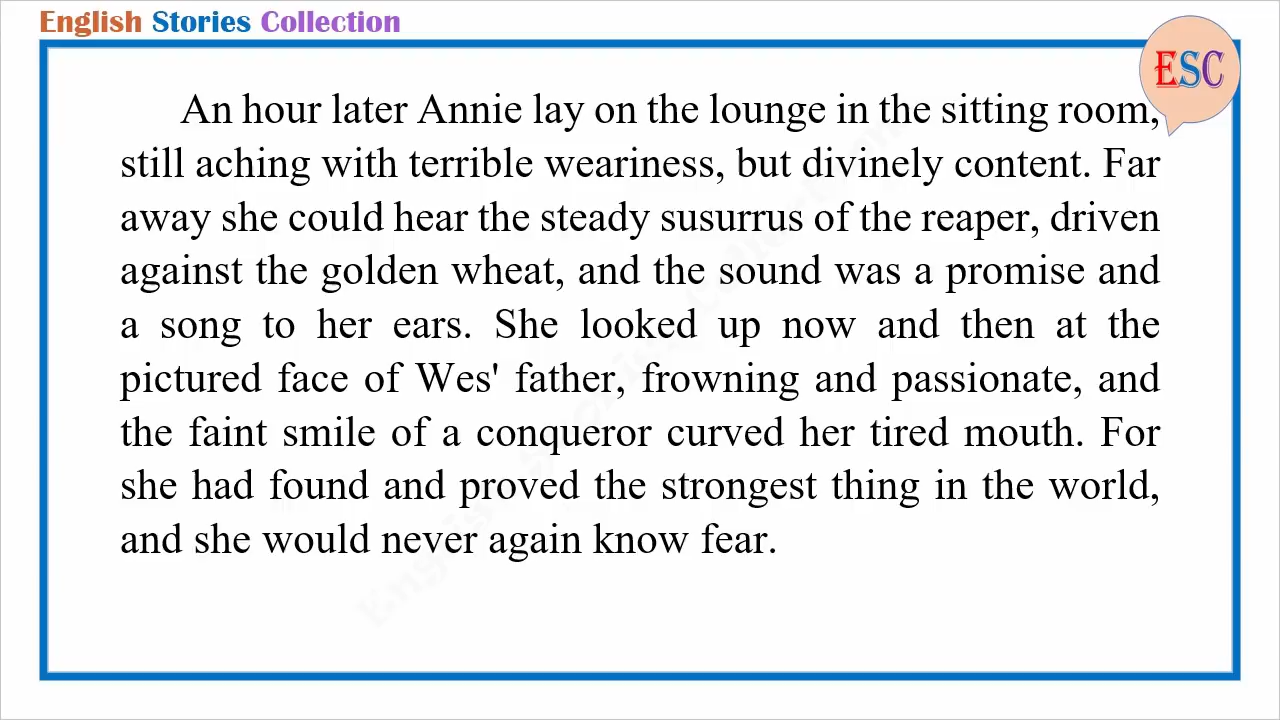 English Stories Collection
ESC
An hour later Annie lay on the lounge in the sitting room,
still aching with terrible weariness, but divinely content. Far
away she could hear the steady susurrus of the reaper, driven
against the golden wheat, and the sound was a promise and
a song to her ears. She looked up now and then at the
pictured face of Wes' father, frowning and passionate, and
the faint smile of a conqueror curved her tired mouth. For
she had found and proved the strongest thing in the world,
and she would never again know fear.